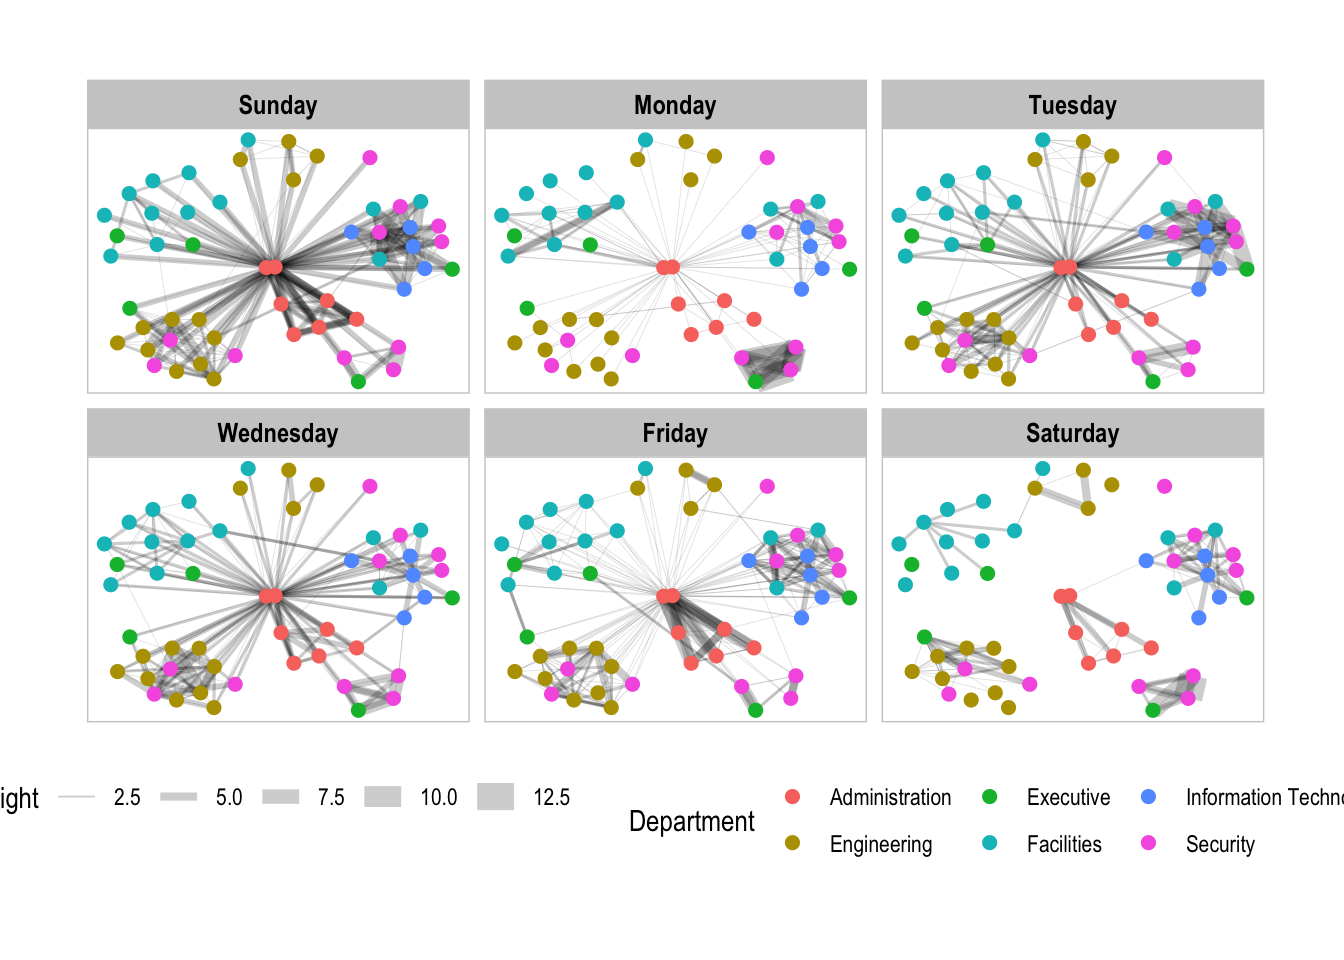 Sunday Monday Tuesday
Wednesday Friday Saturday
2.5 5.0 7.5 10.0 12.5
Department
Administration Executive Information
Engineering Facilities Security